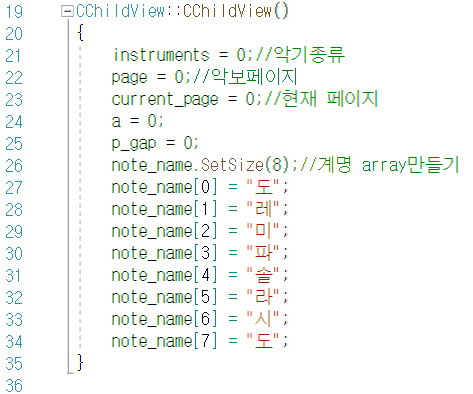 19 CChildView::CChildView()
20 {
21 instruments = 0;//악기종류
22 page = 0;//악보페이지
23 current_page = 0;//현재 페이지
24 a = 0;
25 p_gap = 0;
26 note_name.SetSize(8);//계명 array만들기
27 note_name[0] = "도";
28 note_name[1] = "레";
29 note_name[2] = "미";
30 note_name[3] = "파";
31 note_name[4] = "솔";
32 note_name[5] = "라";
33 note_name[6] = "시";
34 note_name[7] = "도";
35 }
36